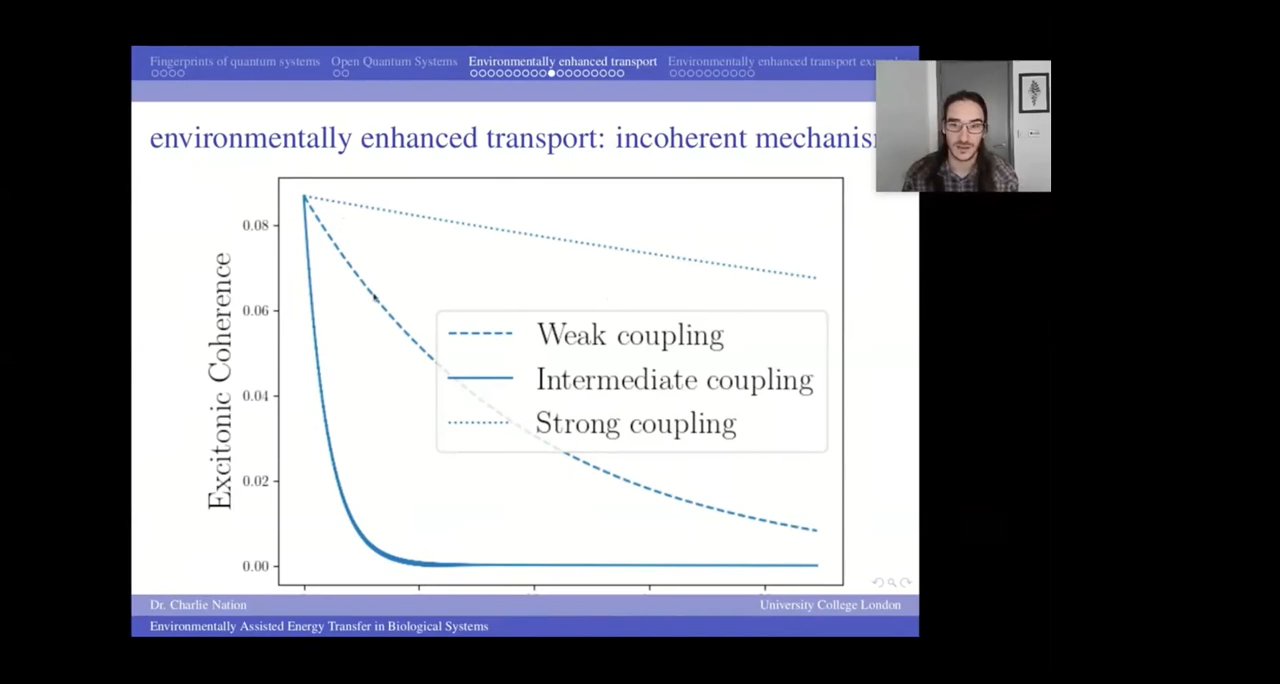 Fingerprints of quantum systems
Open Quantum Systems
Environmentally enhanced transport
Environmentally enhanced transport
environmentally enhanced transport: incoherent
Excitonic Coherence
0.08
0.06
0.04
0.02
0.00
Weak coupling
Intermediate coupling
Strong coupling
Dr. Charlie Nation
University College London
Environmentally Assisted Energy Transfer in Biological Systems